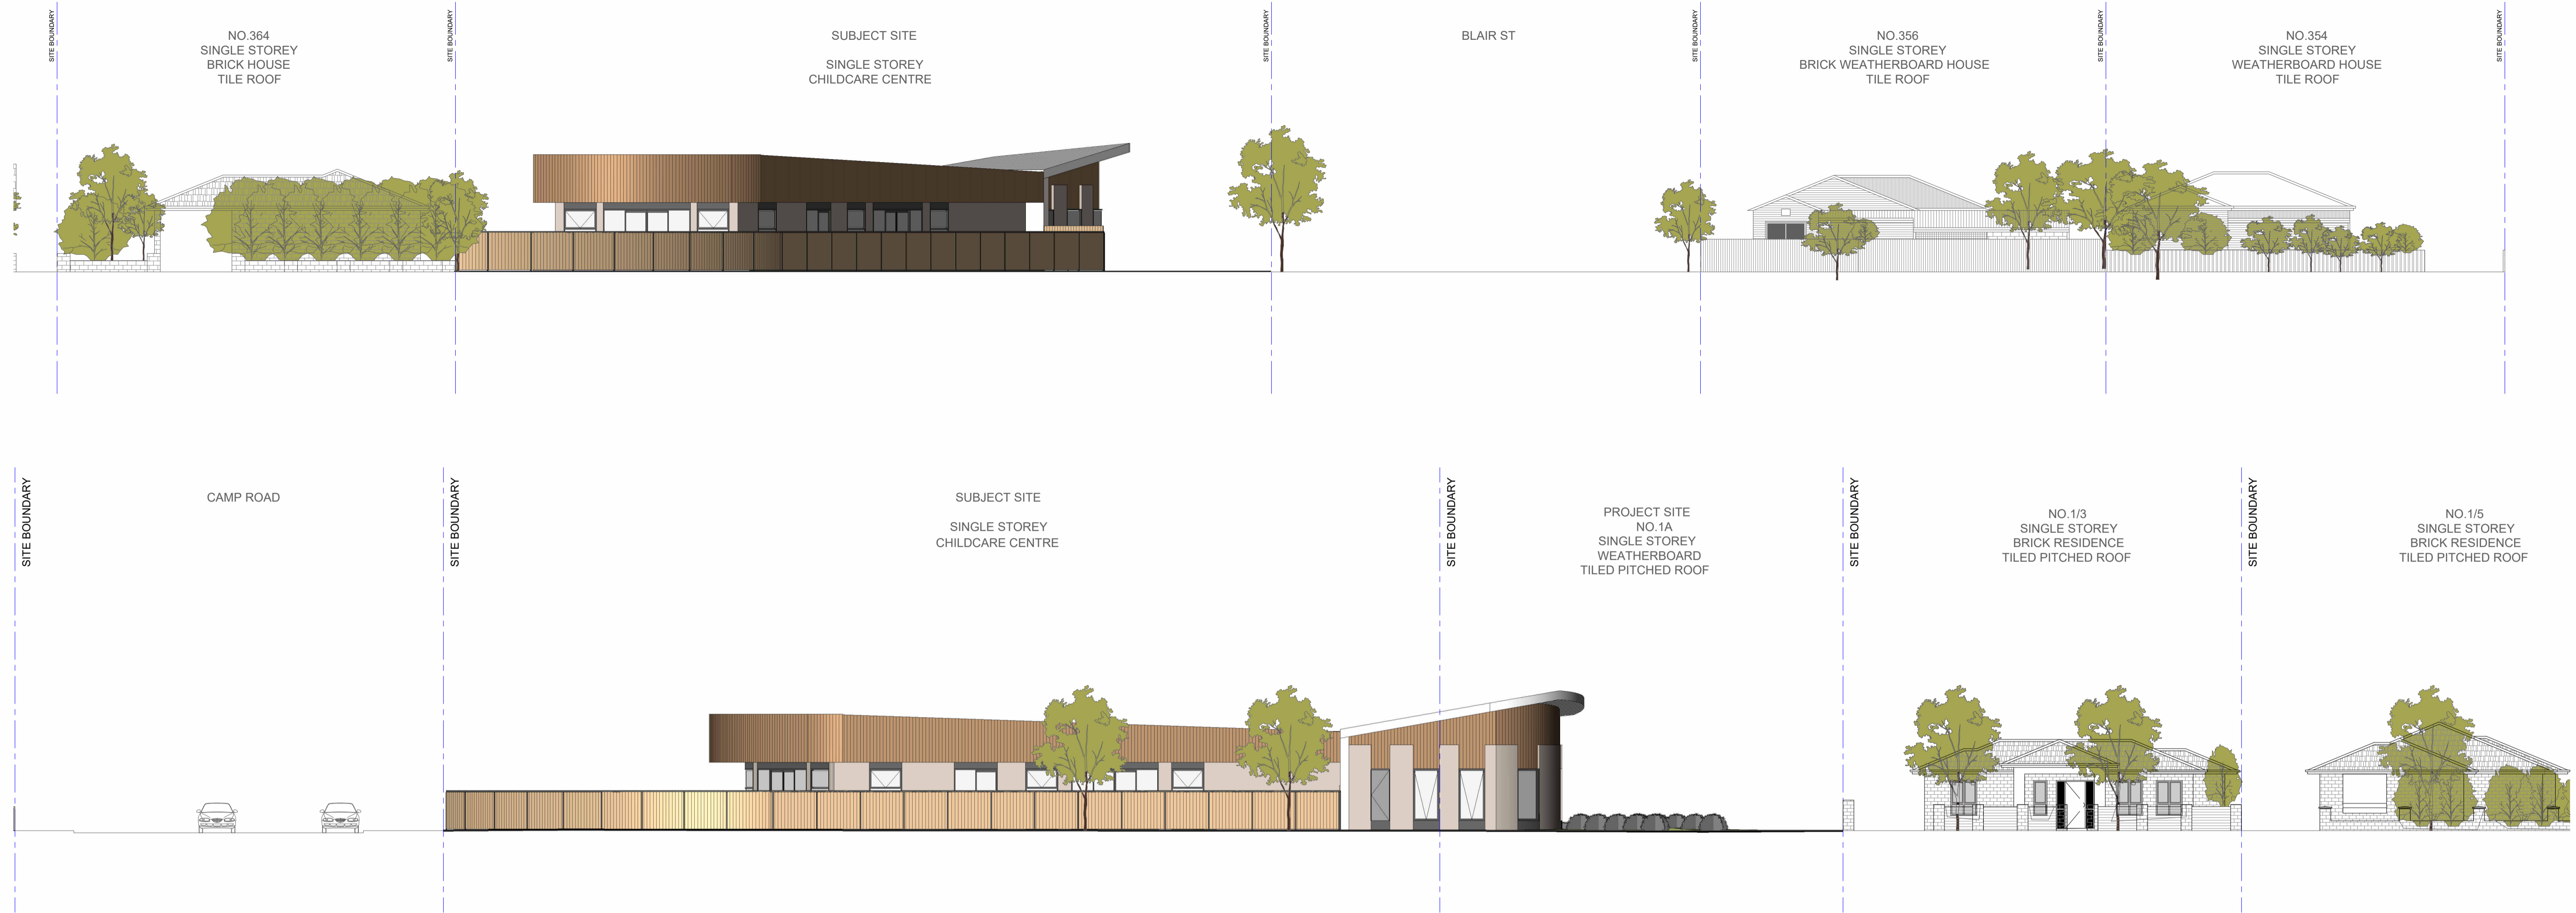 SITE BOUNDARY
NO.364
SINGLE STOREY
BRICK HOUSE
TILE ROOF
SITE BOUNDARY
SUBJECT SITE
SINGLE STOREY
CHILDCARE CENTRE
SITE BOUNDARY
BLAIR ST
SITE BOUNDARY
NO.356
SINGLE STOREY
BRICK WEATHERBOARD HOUSE
TILE ROOF
SITE BOUNDARY
NO.354
SINGLE STOREY
WEATHERBOARD HOUSE
TILE ROOF
SITE BOUNDARY
SITE BOUNDARY
CAMP ROAD
SITE BOUNDARY
SUBJECT SITE
SINGLE STOREY
CHILDCARE CENTRE
SITE BOUNDARY
PROJECT SITE
NO.1A
SINGLE STOREY
WEATHERBOARD
TILED PITCHED ROOF
SITE BOUNDARY
NO.1/3
SINGLE STOREY
BRICK RESIDENCE
TILED PITCHED ROOF
SITE BOUNDARY
NO.1/5
SINGLE STOREY
BRICK RESIDENCE
TILED PITCHED ROOF